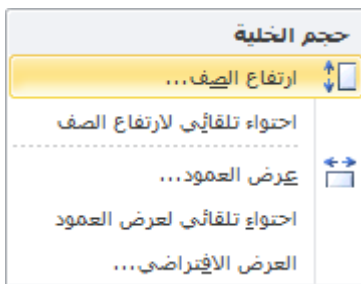 حجم الخلية
ارتفاع الصف...
احتواء تلقائي لارتفاع الصف
عرض العمود...
احتواء تلقائي لعرض العمود
العرض الافتراضي...